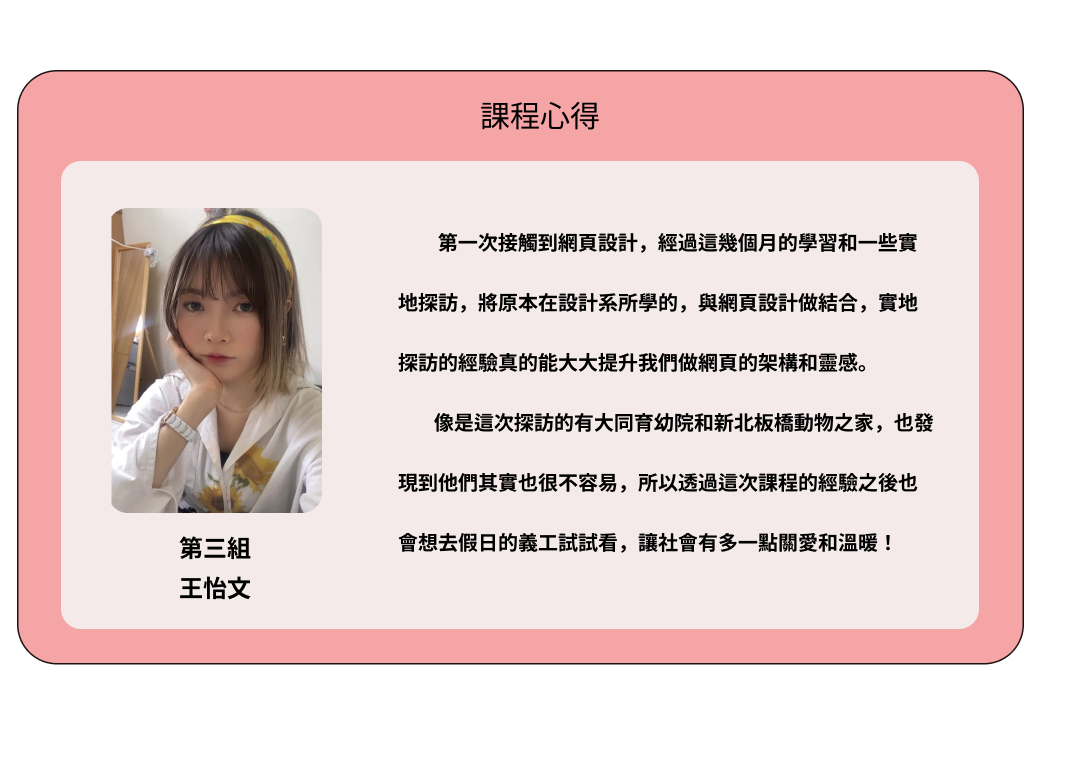 課程心得
第一次接觸到網頁設計，經過這幾個月的學習和一些實
地探訪，將原本在設計系所學的，與網頁設計做結合，實地
探訪的經驗真的能大大提升我們做網頁的架構和靈感。
像是這次探訪的有大同育幼院和新北板橋動物之家，也發
現到他們其實也很不容易，所以透過這次課程的經驗之後也
會想去假日的義工試試看，讓社會有多一點關愛和溫暖！
第三組
王怡文